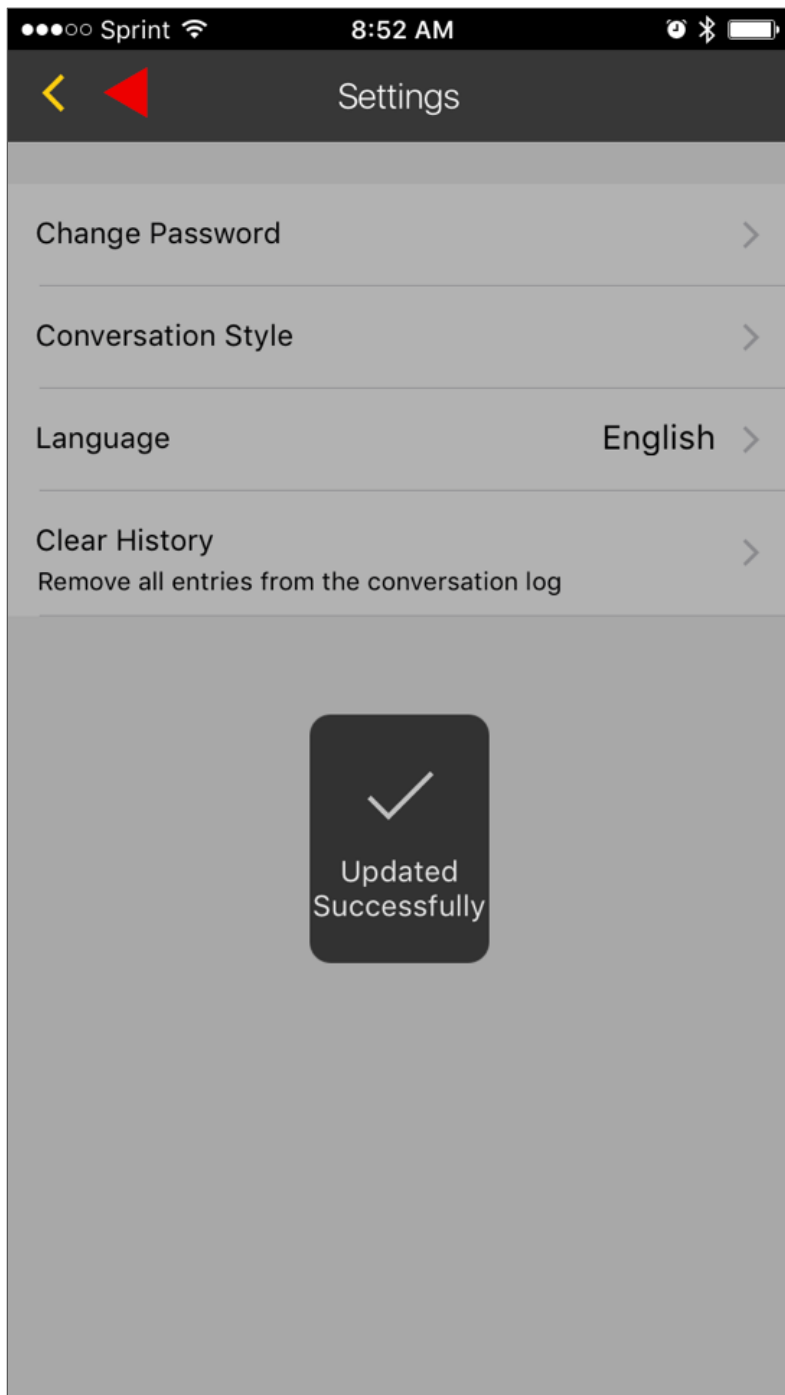 Sprint 8:52 AM
Settings
Change Password
Conversation Style
Language English
Clear History
Remove all entries from the conversation log
Updated
Successfully